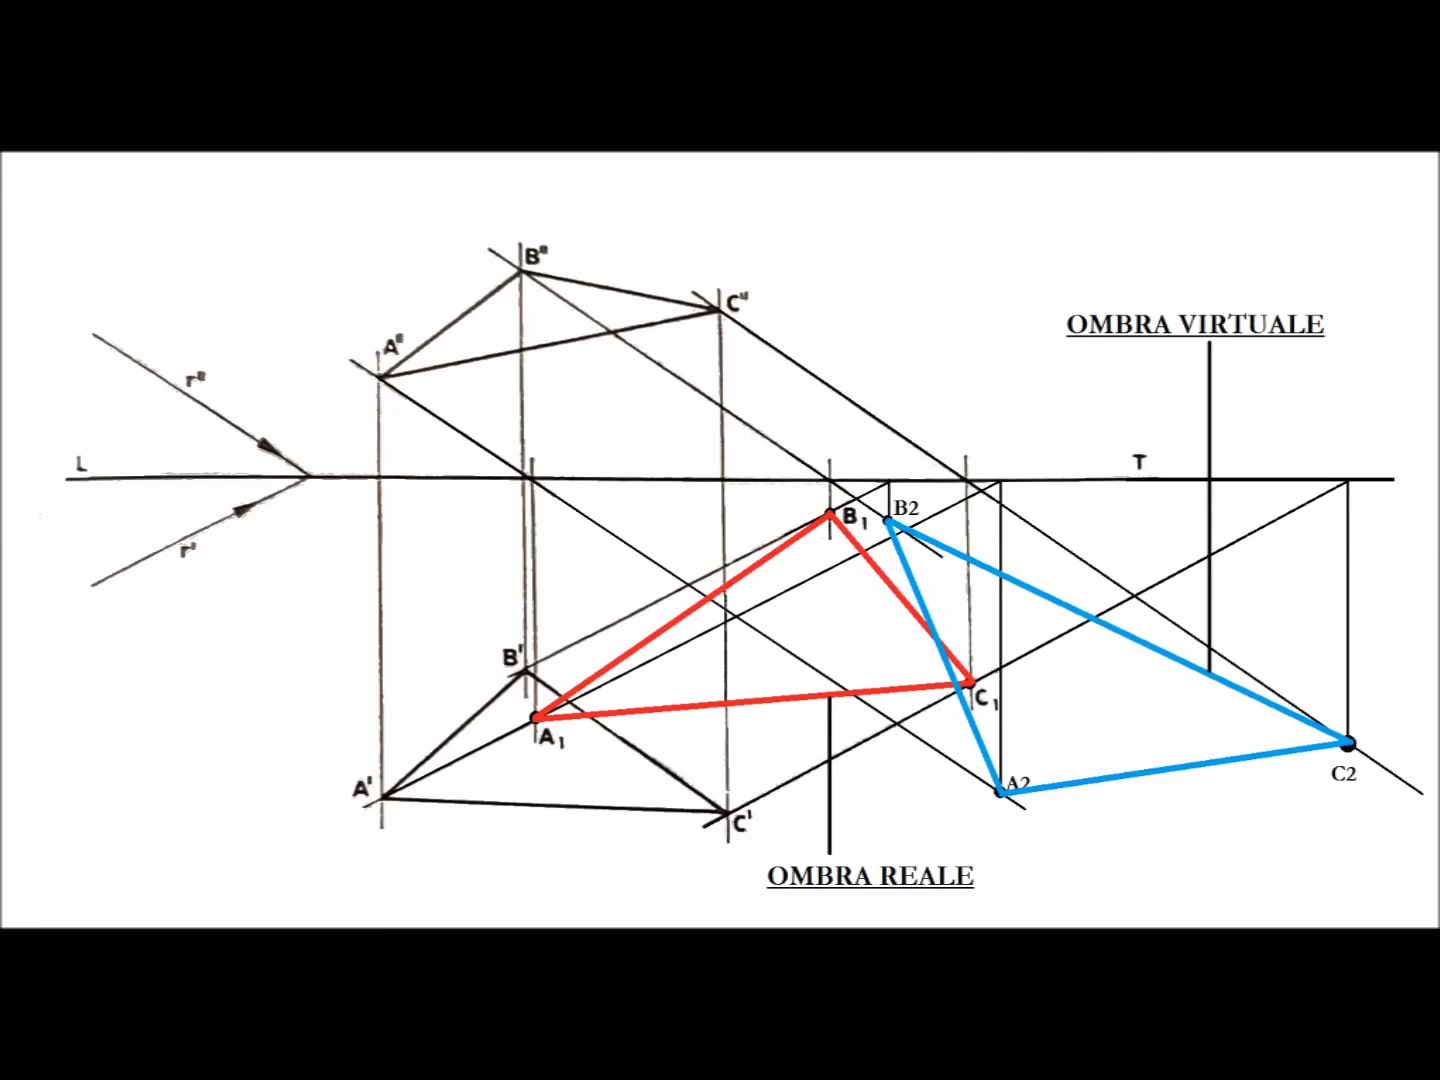 B"
C"
OMBRA VIRTUALE
A"
r"
L
T
B2
B1
r'
B'
C1
A1
C2
A2
A'
C'
OMBRA REALE